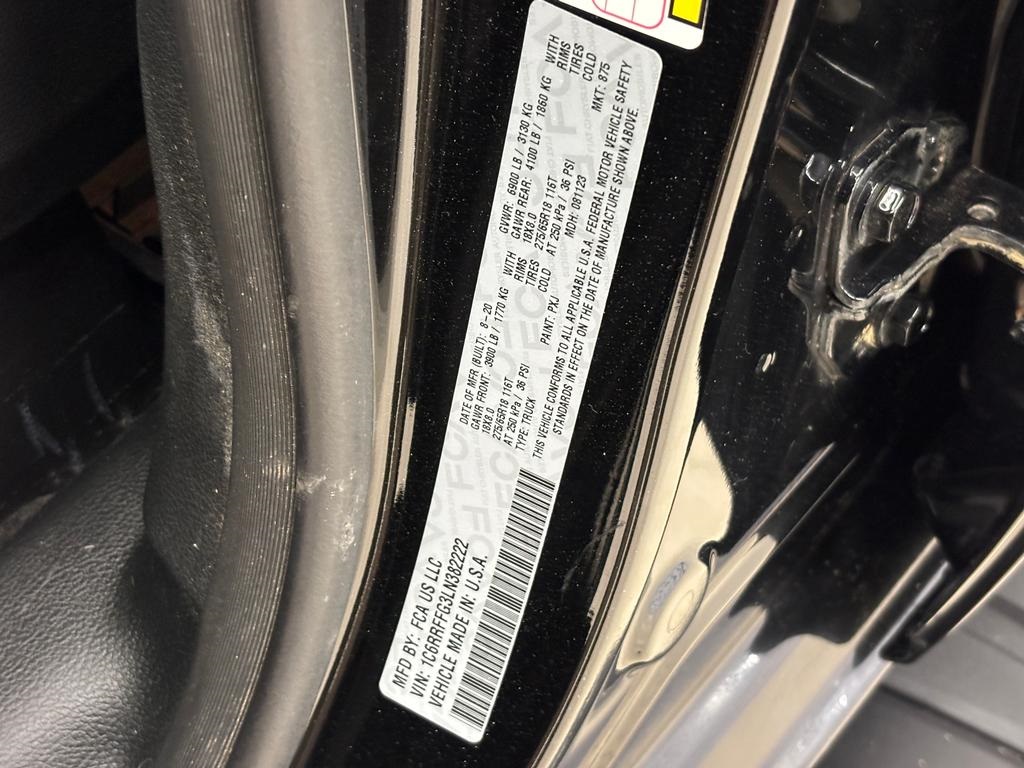 MFD BY: FCA US LLC
VIN: 1C6RRFFG3LN382222
VEHICLE MADE IN: U.S.A.
DATE OF MFR (BUILT): 8-20 GVWR: 6900 LB / 3130 KG
GAWR FRONT: 3900 LB / 1770 KG WITH GAWR REAR: 4100 LB / 1860 KG WITH
18X8.0 RIMS 18X8.0 RIMS
275/65R18 116T TIRES 275/65R18 116T TIRES
AT 250 kPa / 36 PSI COLD AT 250 kPa / 36 PSI COLD
TYPE: TRUCK PAINT: PXJ MDH: 081123 MKT: 875
THIS VEHICLE CONFORMS TO ALL APPLICABLE U.S.A. FEDERAL MOTOR VEHICLE SAFETY
STANDARDS IN EFFECT ON THE DATE OF MANUFACTURE SHOWN ABOVE.